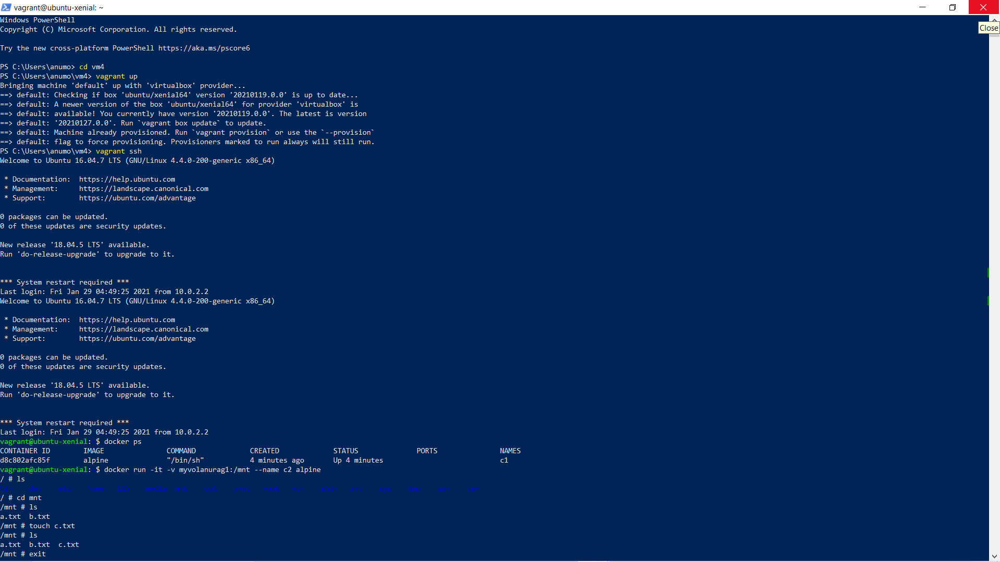 vagrant@ubuntu-xenial: ~
Close
Windows PowerShell
Copyright (C) Microsoft Corporation. All rights reserved.
Try the new cross-platform PowerShell https://aka.ms/pscore6
PS C:\Users\anumo> cd vm4
PS C:\Users\anumo\vm4> vagrant up
Bringing machine 'default' up with 'virtualbox' provider...
==> default: Checking if box 'ubuntu/xenial64' version '20210119.0.0' is up to date...
==> default: A newer version of the box 'ubuntu/xenial64' for provider 'virtualbox' is
==> default: available! You currently have version '20210119.0.0'. The latest is version
==> default: '20210127.0.0'. Run `vagrant box update` to update.
==> default: Machine already provisioned. Run `vagrant provision` or use the `--provision`
==> default: flag to force provisioning. Provisioners marked to run always will still run.
PS C:\Users\anumo\vm4> vagrant ssh
Welcome to Ubuntu 16.04.7 LTS (GNU/Linux 4.4.0-200-generic x86_64)
* Documentation:  https://help.ubuntu.com
* Management:     https://landscape.canonical.com
* Support:        https://ubuntu.com/advantage
0 packages can be updated.
0 of these updates are security updates.
New release '18.04.5 LTS' available.
Run 'do-release-upgrade' to upgrade to it.
*** System restart required ***
Last login: Fri Jan 29 04:49:25 2021 from 10.0.2.2
Welcome to Ubuntu 16.04.7 LTS (GNU/Linux 4.4.0-200-generic x86_64)
* Documentation:  https://help.ubuntu.com
* Management:     https://landscape.canonical.com
* Support:        https://ubuntu.com/advantage
0 packages can be updated.
0 of these updates are security updates.
New release '18.04.5 LTS' available.
Run 'do-release-upgrade' to upgrade to it.
*** System restart required ***
Last login: Fri Jan 29 04:49:25 2021 from 10.0.2.2
vagrant@ubuntu-xenial: $ docker ps
CONTAINER ID        IMAGE               COMMAND             CREATED             STATUS              PORTS               NAMES
d8c802afc85f        alpine              "/bin/sh"           4 minutes ago       Up 4 minutes                            c1
vagrant@ubuntu-xenial: $ docker run -it -v myvolanurag1:/mnt --name c2 alpine
/ # ls
bin    dev    etc    home   lib    media  mnt    opt    proc   root   run    sbin   srv    sys    tmp    usr    var
/ # cd mnt
/mnt # ls
a.txt  b.txt
/mnt # touch c.txt
/mnt # ls
a.txt  b.txt  c.txt
/mnt # exit